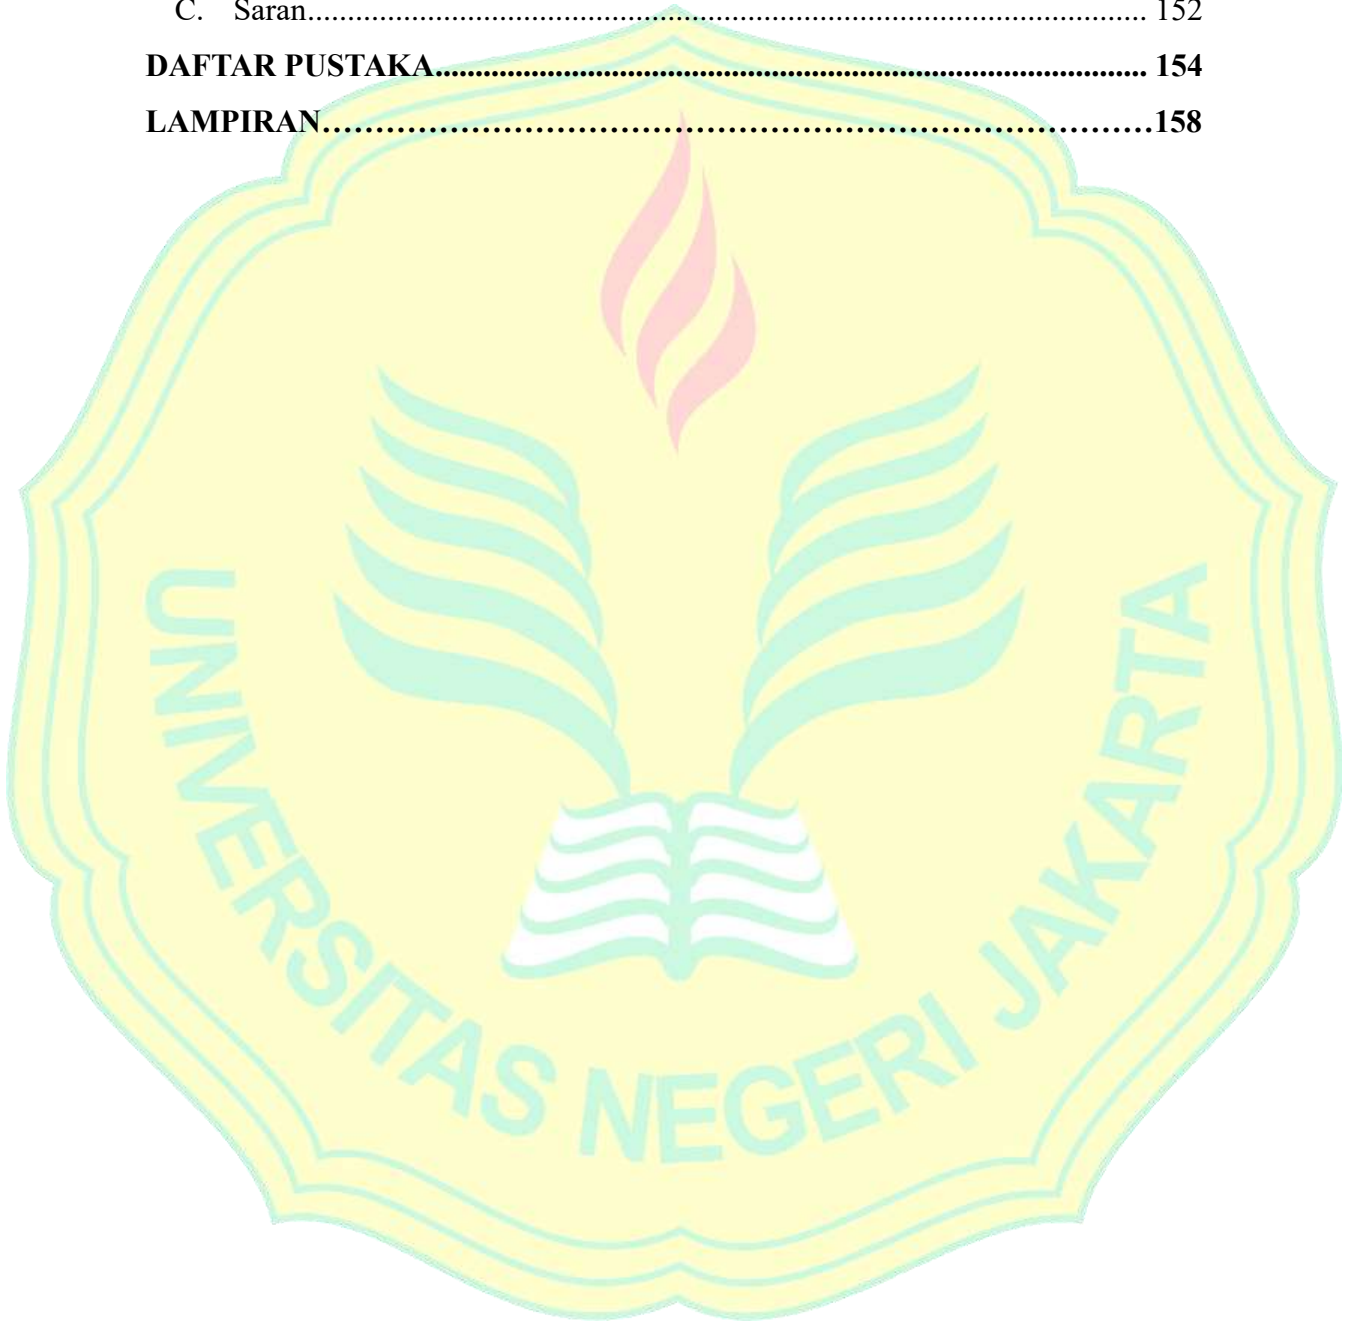 C. Saran........................................................................................................... 152
DAFTAR PUSTAKA.......................................................................................... 154
LAMPIRAN……………………………………………………………………….158
UNIVERSITAS NEGERI JAKARTA